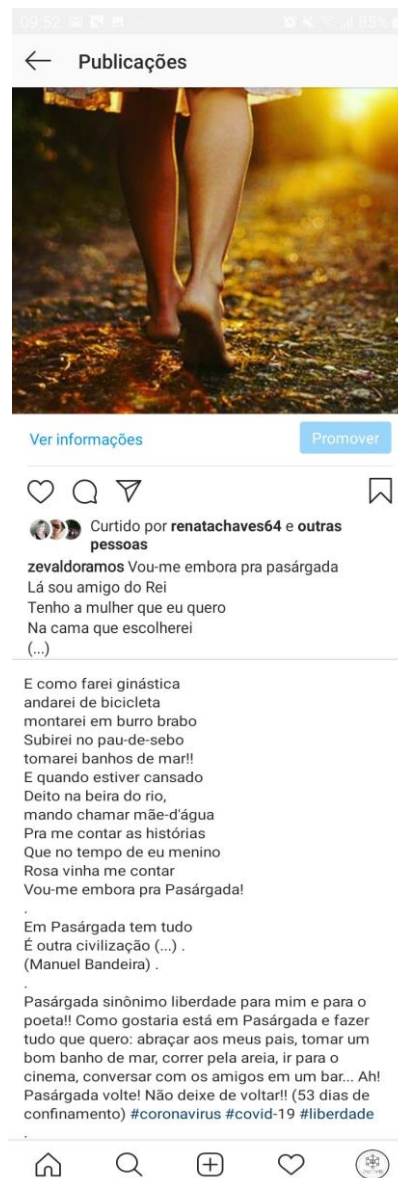 09:52
85%
Publicações
Ver informações
Promover
Curtido por renatachaves64 e outras
pessoas
zevaldoramos Vou-me embora pra pasárgada
Lá sou amigo do Rei
Tenho a mulher que eu quero
Na cama que escolherei
(...)
E como farei ginástica
andarei de bicicleta
montarei em burro brabo
Subirei no pau-de-sebo
tomarei banhos de mar!!
E quando estiver cansado
Deito na beira do rio,
mando chamar mãe-d'água
Pra me contar as histórias
Que no tempo de eu menino
Rosa vinha me contar
Vou-me embora pra Pasárgada!
.
Em Pasárgada tem tudo
É outra civilização (...) .
(Manuel Bandeira) .
.
Pasárgada sinônimo liberdade para mim e para o
poeta!! Como gostaria está em Pasárgada e fazer
tudo que quero: abraçar aos meus pais, tomar um
bom banho de mar, correr pela areia, ir para o
cinema, conversar com os amigos em um bar... Ah!
Pasárgada volte! Não deixe de voltar!! (53 dias de
confinamento) #coronavirus #covid-19 #liberdade
.